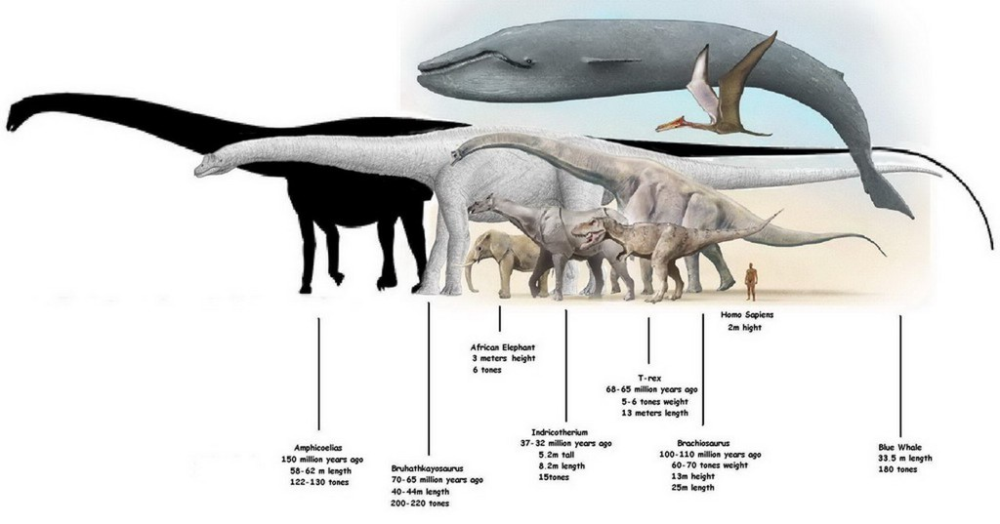 Homo Sapiens
2m hight
African Elephant
3 meters height
6 tones
T-rex
68-65 million years ago
5-6 tones weight
13 meters length
Indricotherium
37-32 million years ago
5.2m tall
8.2m length
15tones
Brachiosaurus
100-110 million years ago
60-70 tones weight
13m height
25m length
Amphicoelias
150 million years ago
58-62 m length
122-130 tones
Bruhathkayosaurus
70-65 million years ago
40-44m length
200-220 tones
Blue Whale
33.5 m length
180 tones